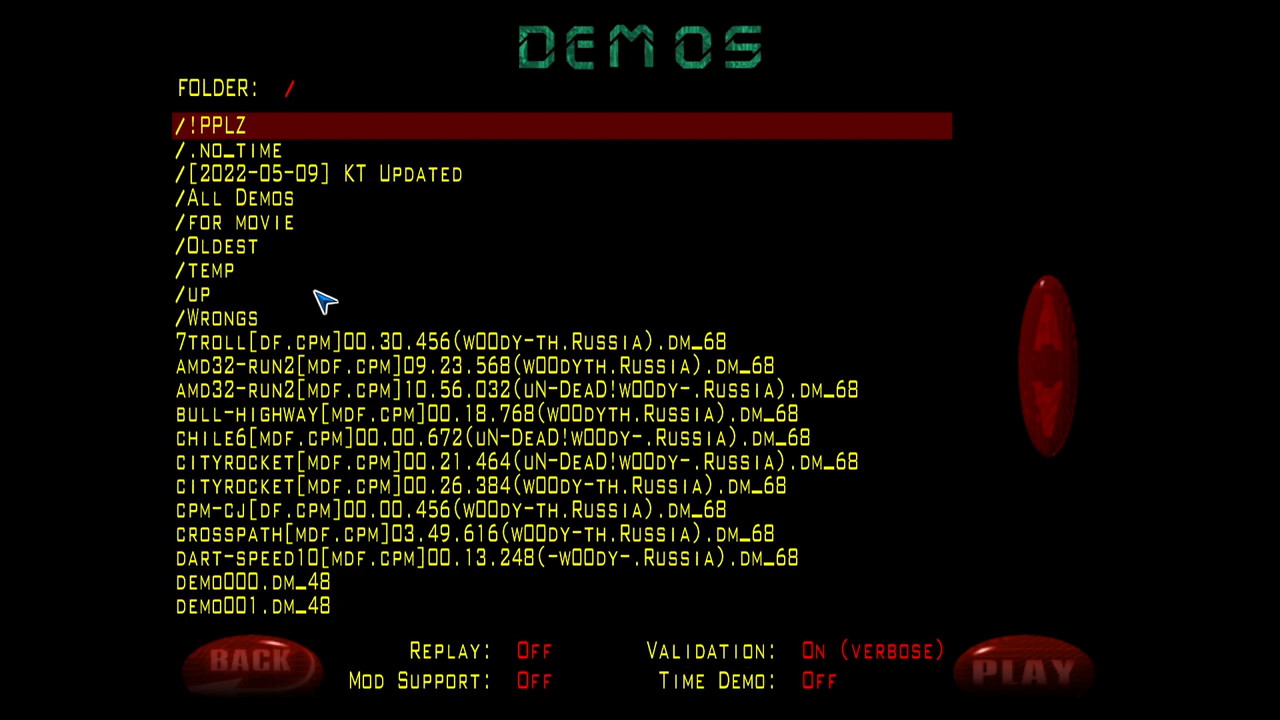 DEMOS
FOLDER: /
/!PPLZ
/.NO_TIME
/[2022-05-09] KT UPDATED
/ALL DEMOS
/FOR MOVIE
/OLDEST
/TEMP
/UP
/WRONGS
7TROLL[DF.CPM]00.30.456(W00DY-TH.RUSSIA).DM_68
AMD32-RUN2[MDF.CPM]09.23.568(W00DYTH.RUSSIA).DM_68
AMD32-RUN2[MDF.CPM]10.56.032(UN-DEAD!W00DY-.RUSSIA).DM_68
BULL-HIGHWAY[MDF.CPM]00.18.768(W00DYTH.RUSSIA).DM_68
CHILE6[MDF.CPM]00.00.672(UN-DEAD!W00DY-.RUSSIA).DM_68
CITYROCKET[MDF.CPM]00.21.464(UN-DEAD!W00DY-.RUSSIA).DM_68
CITYROCKET[MDF.CPM]00.26.384(W00DY-TH.RUSSIA).DM_68
CPM-CJ[DF.CPM]00.00.456(W00DY-TH.RUSSIA).DM_68
CROSSPATH[MDF.CPM]03.49.616(W00DY-TH.RUSSIA).DM_68
DART-SPEED10[MDF.CPM]00.13.248(-W00DY-.RUSSIA).DM_68
DEMO000.DM_48
DEMO001.DM_48
BACK
REPLAY: OFF
VALIDATION: ON (VERBOSE)
MOD SUPPORT: OFF
TIME DEMO: OFF
PLAY